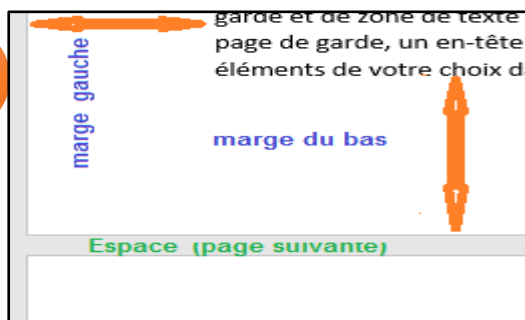 garde et de zone de texte
page de garde, un en-tête
éléments de votre choix d
marge gauche
marge du bas
Espace (page suivante)